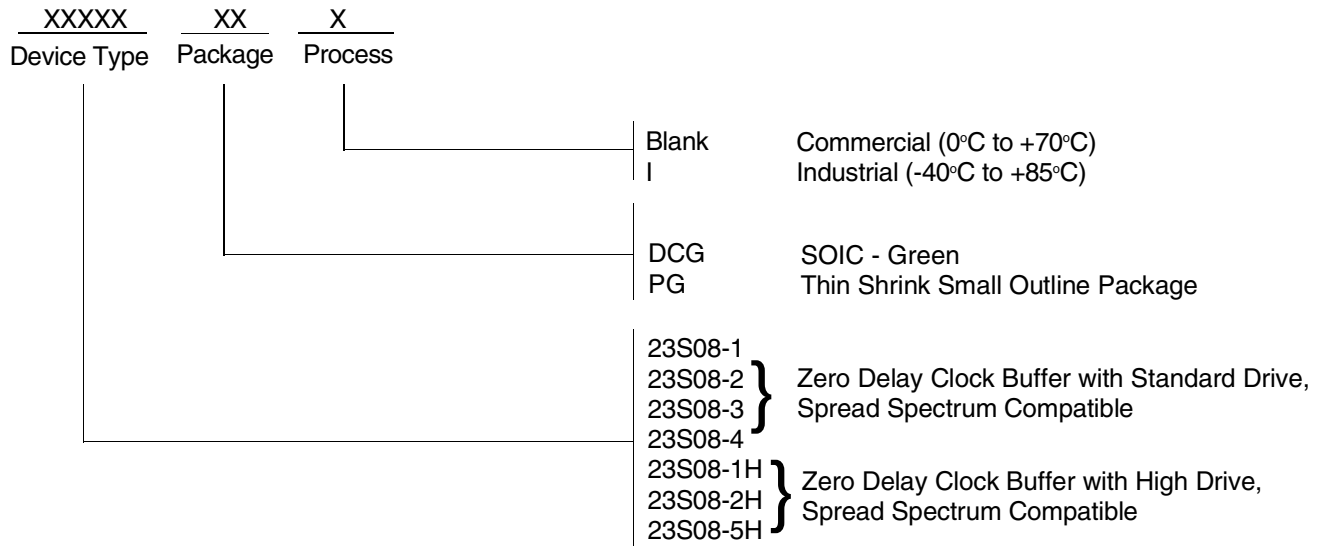 XXXXX XX X
Device Type Package Process
Blank Commercial (0°C to +70°C)
I Industrial (-40°C to +85°C)
DCG SOIC - Green
PG Thin Shrink Small Outline Package
23S08-1
23S08-2
23S08-3
23S08-4
} Zero Delay Clock Buffer with Standard Drive,
Spread Spectrum Compatible
23S08-1H
23S08-2H
23S08-5H
} Zero Delay Clock Buffer with High Drive,
Spread Spectrum Compatible